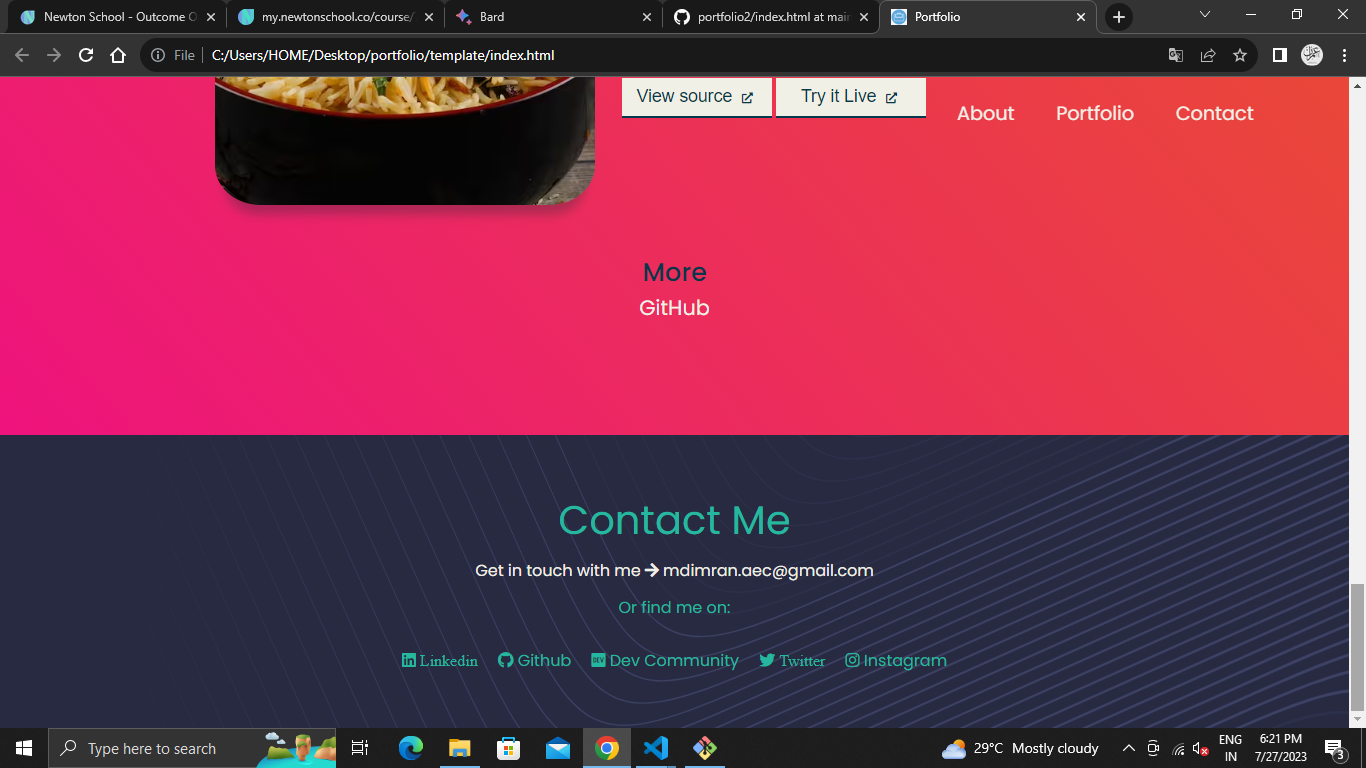 Newton School - Outcome O
my.newtonschool.co/course/
Bard
portfolio2/index.html at main
Portfolio
File
C:/Users/HOME/Desktop/portfolio/template/index.html
View source
Try it Live
About
Portfolio
Contact
More
GitHub
Contact Me
Get in touch with me mdimran.aec@gmail.com
Or find me on:
Linkedin
Github
DEV
Dev Community
Twitter
Instagram
Type here to search
29°C Mostly cloudy
ENG
IN
6:21 PM
7/27/2023
3